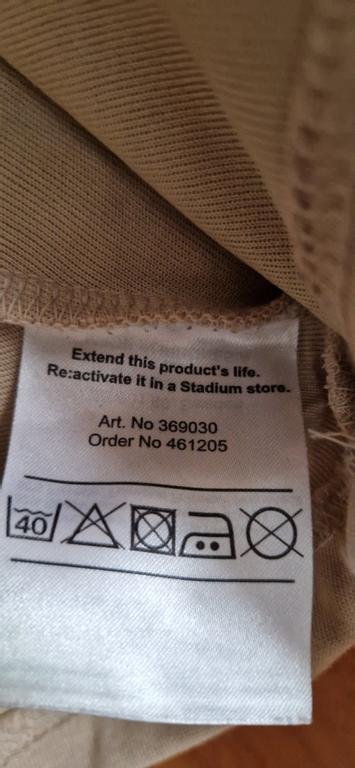 Extend this product's life.
Re:activate it in a Stadium store.
Art. No 369030
Order No 461205
40